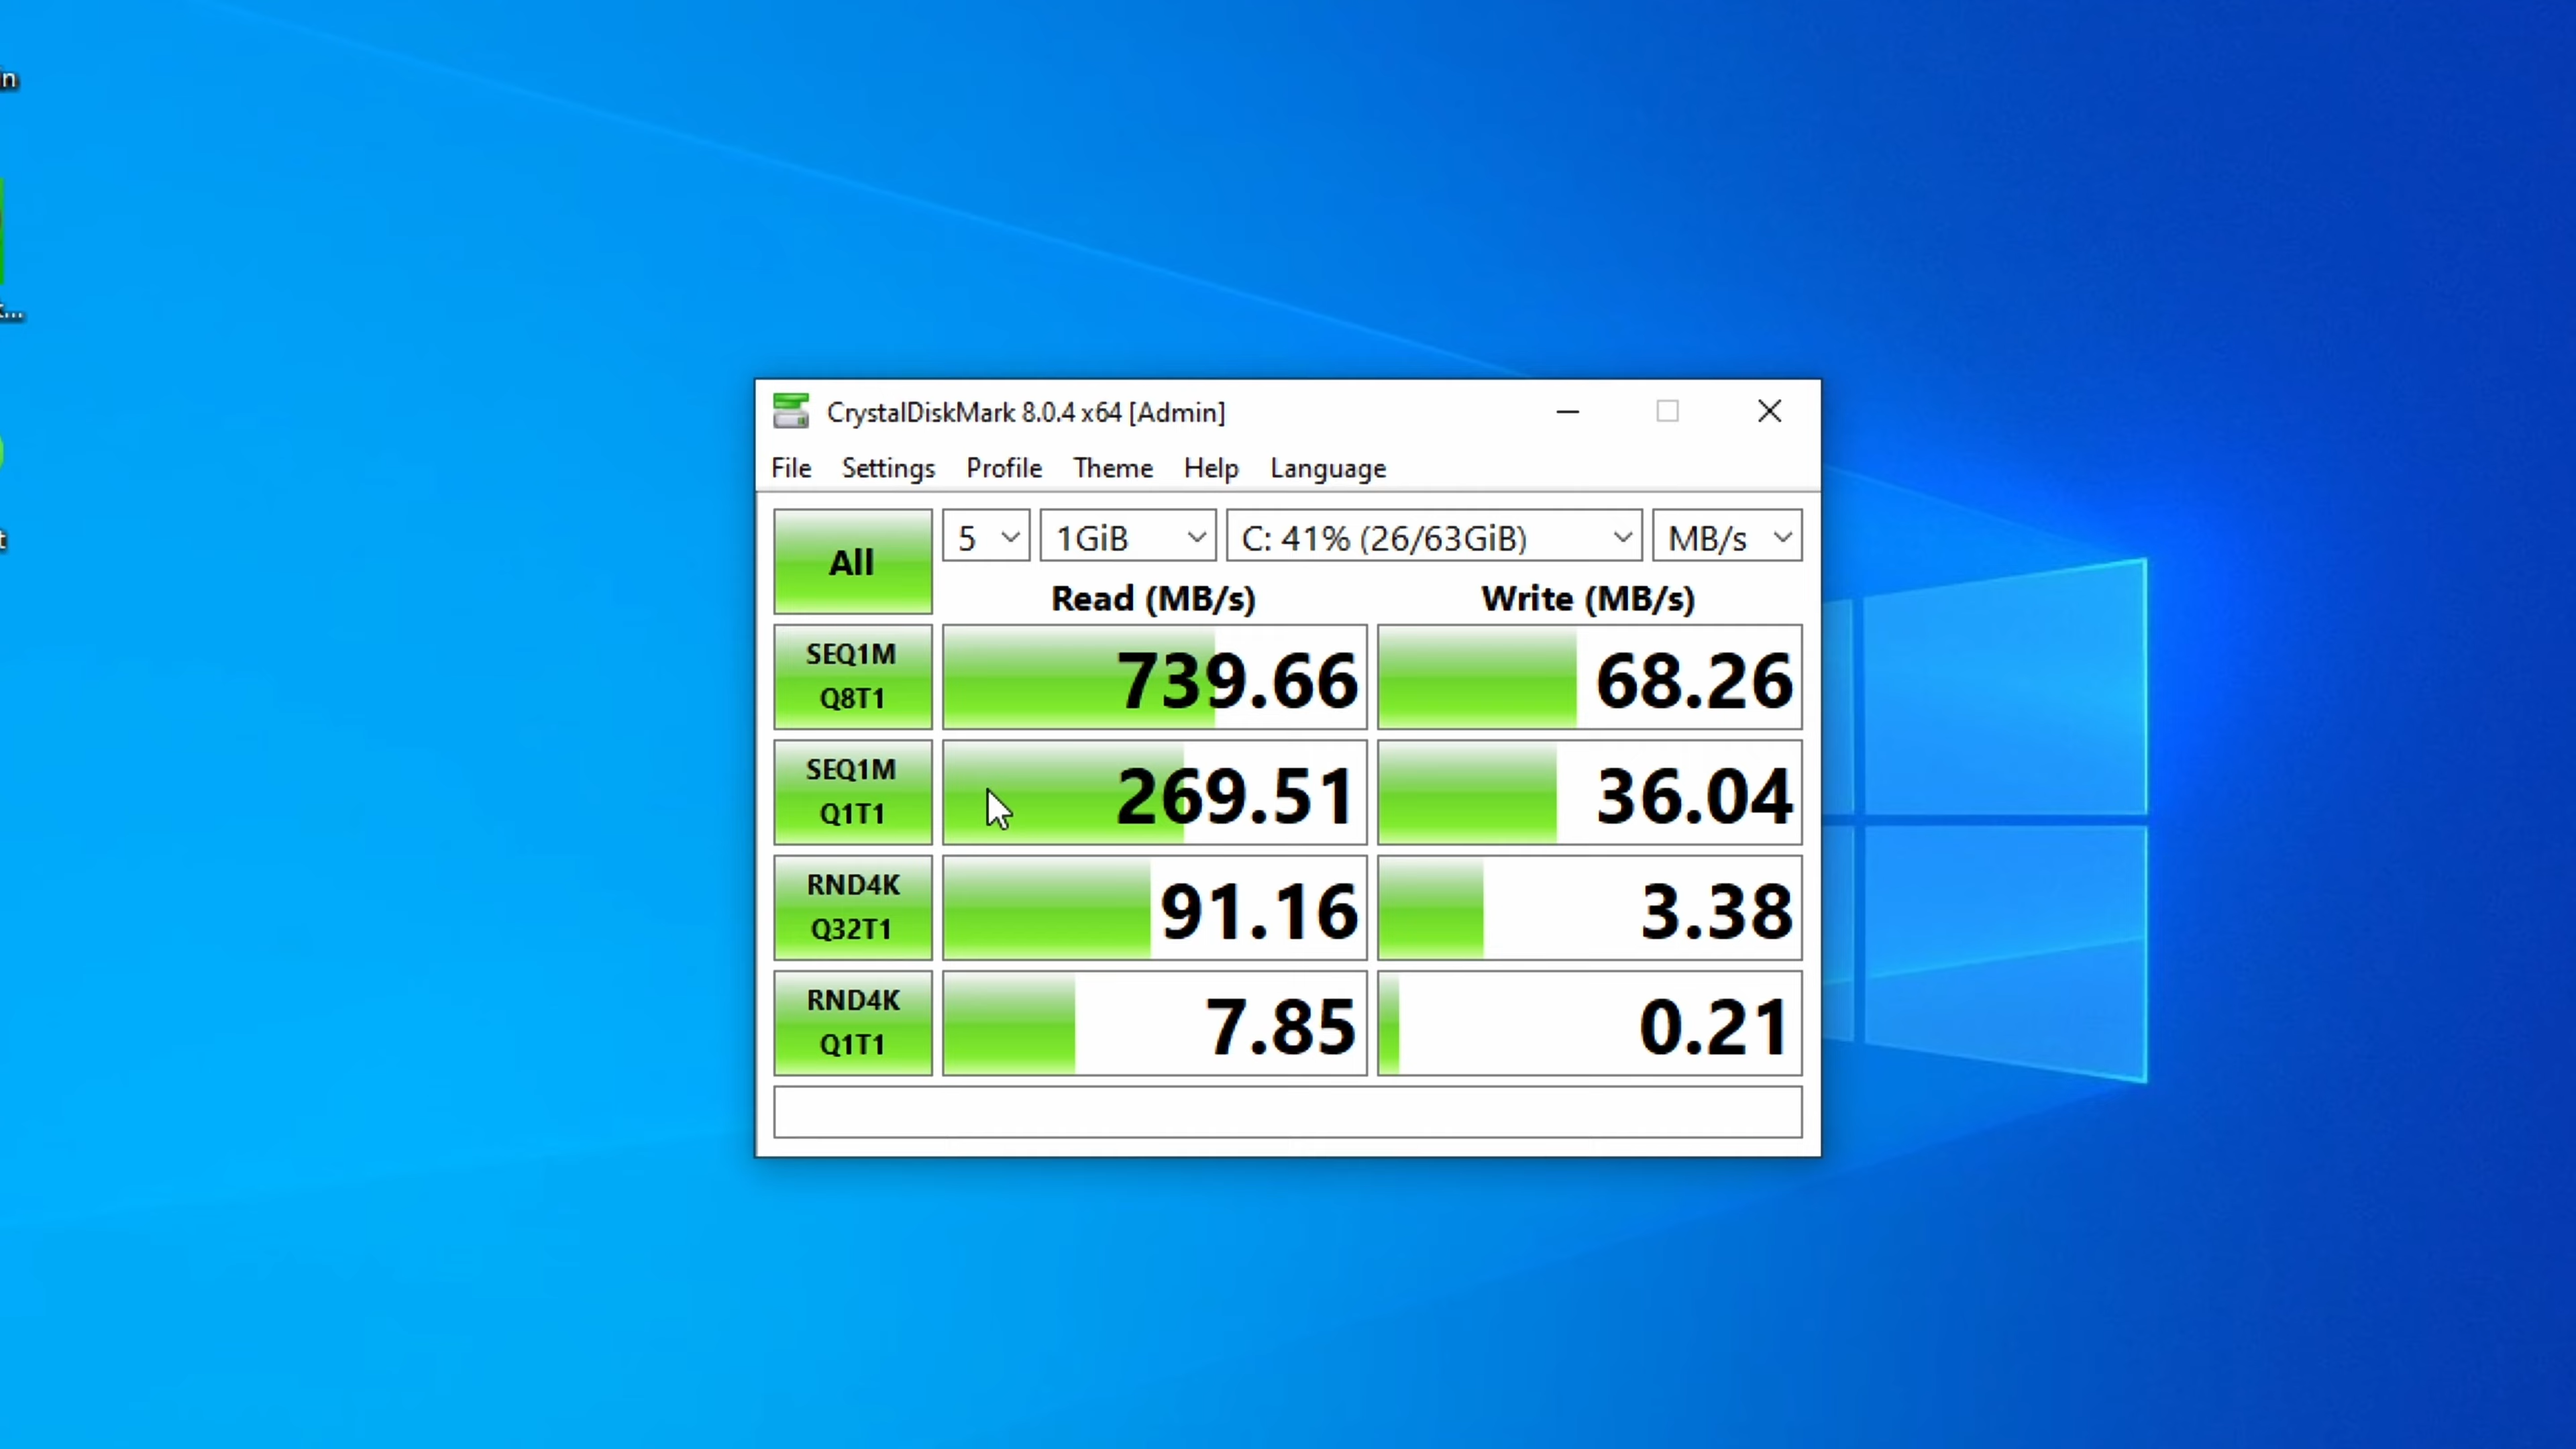 in
CrystalDiskMark 8.0.4 x64 [Admin]
File Settings Profile Theme Help Language
All 5 1GiB C: 41% (26/63GiB) MB/s
Read (MB/s) Write (MB/s)
SEQ1M
Q8T1
739.66 68.26
SEQ1M
Q1T1
269.51 36.04
RND4K
Q32T1
91.16 3.38
RND4K
Q1T1
7.85 0.21